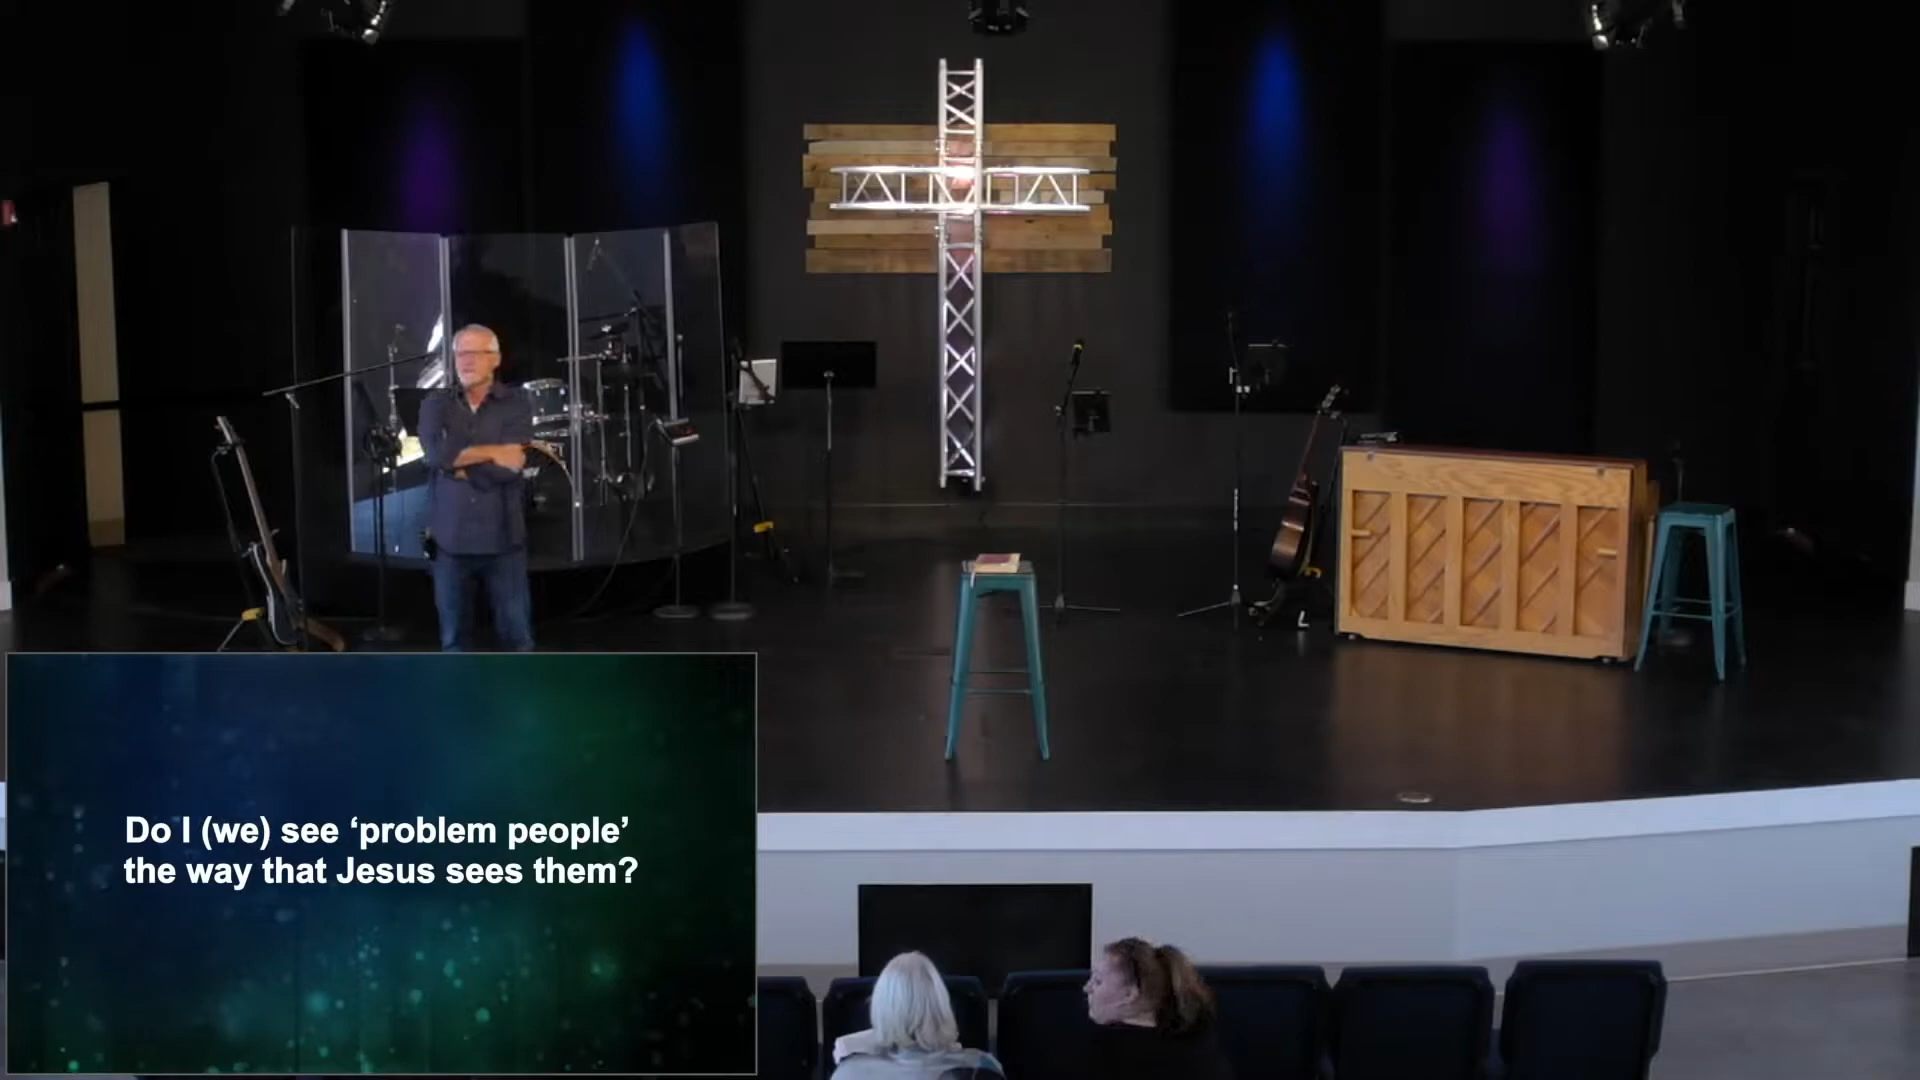 Do I (we) see ‘problem people’
the way that Jesus sees them?